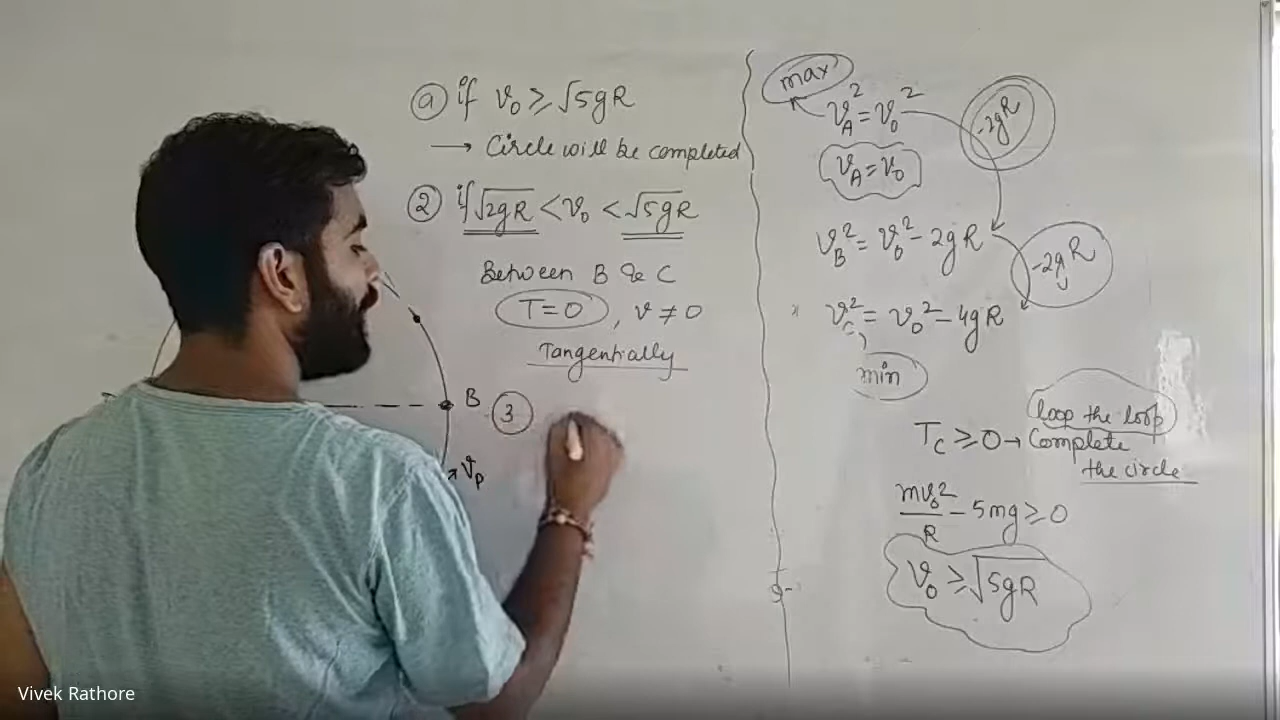 ⓐ if v₀ ≥ √5gR
→ Circle will be completed
② if √2gR < v₀ < √5gR
Between B & C
T=0 , v ≠ 0
Tangentially
B
③
v_P
max
v_A² = v₀²
-2gR
v_A = v₀
v_B² = v₀² - 2gR
-2gR
v_C² = v₀² - 4gR
min
loop the loop
T_C ≥ 0 → Complete
the circle
mv₀²/R - 5mg ≥ 0
v₀ ≥ √5gR
Vivek Rathore